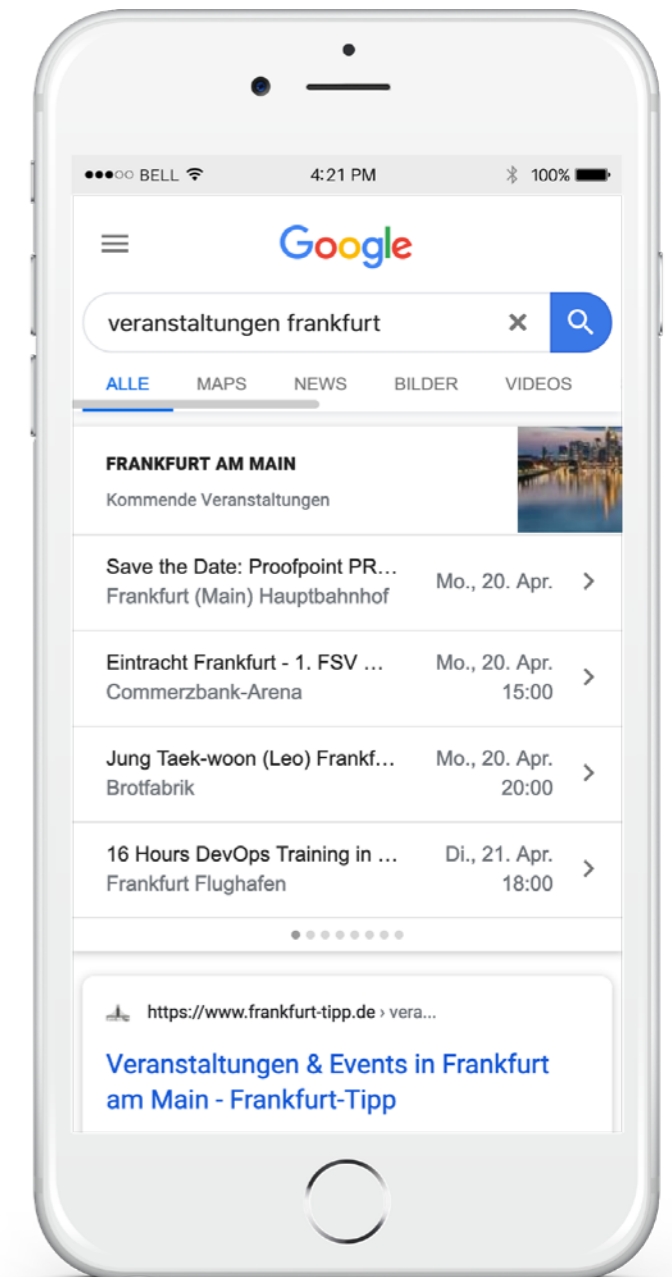 BELL 4:21 PM 100%
Google
veranstaltungen frankfurt
ALLE MAPS NEWS BILDER VIDEOS
FRANKFURT AM MAIN
Kommende Veranstaltungen
Save the Date: Proofpoint PR... Mo., 20. Apr.
Frankfurt (Main) Hauptbahnhof
Eintracht Frankfurt - 1. FSV ... Mo., 20. Apr.
Commerzbank-Arena 15:00
Jung Taek-woon (Leo) Frankf... Mo., 20. Apr.
Brotfabrik 20:00
16 Hours DevOps Training in ... Di., 21. Apr.
Frankfurt Flughafen 18:00
https://www.frankfurt-tipp.de › vera...
Veranstaltungen & Events in Frankfurt
am Main - Frankfurt-Tipp